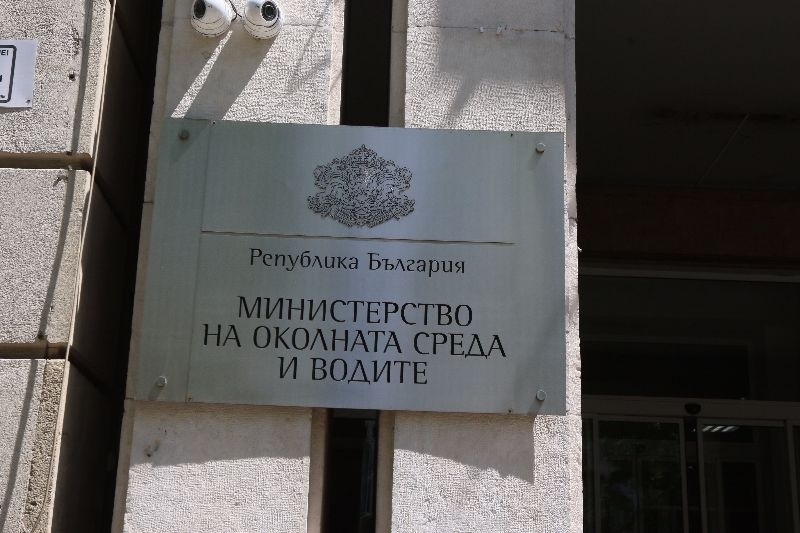 Република България
МИНИСТЕРСТВО
НА ОКОЛНАТА СРЕДА
И ВОДИТЕ